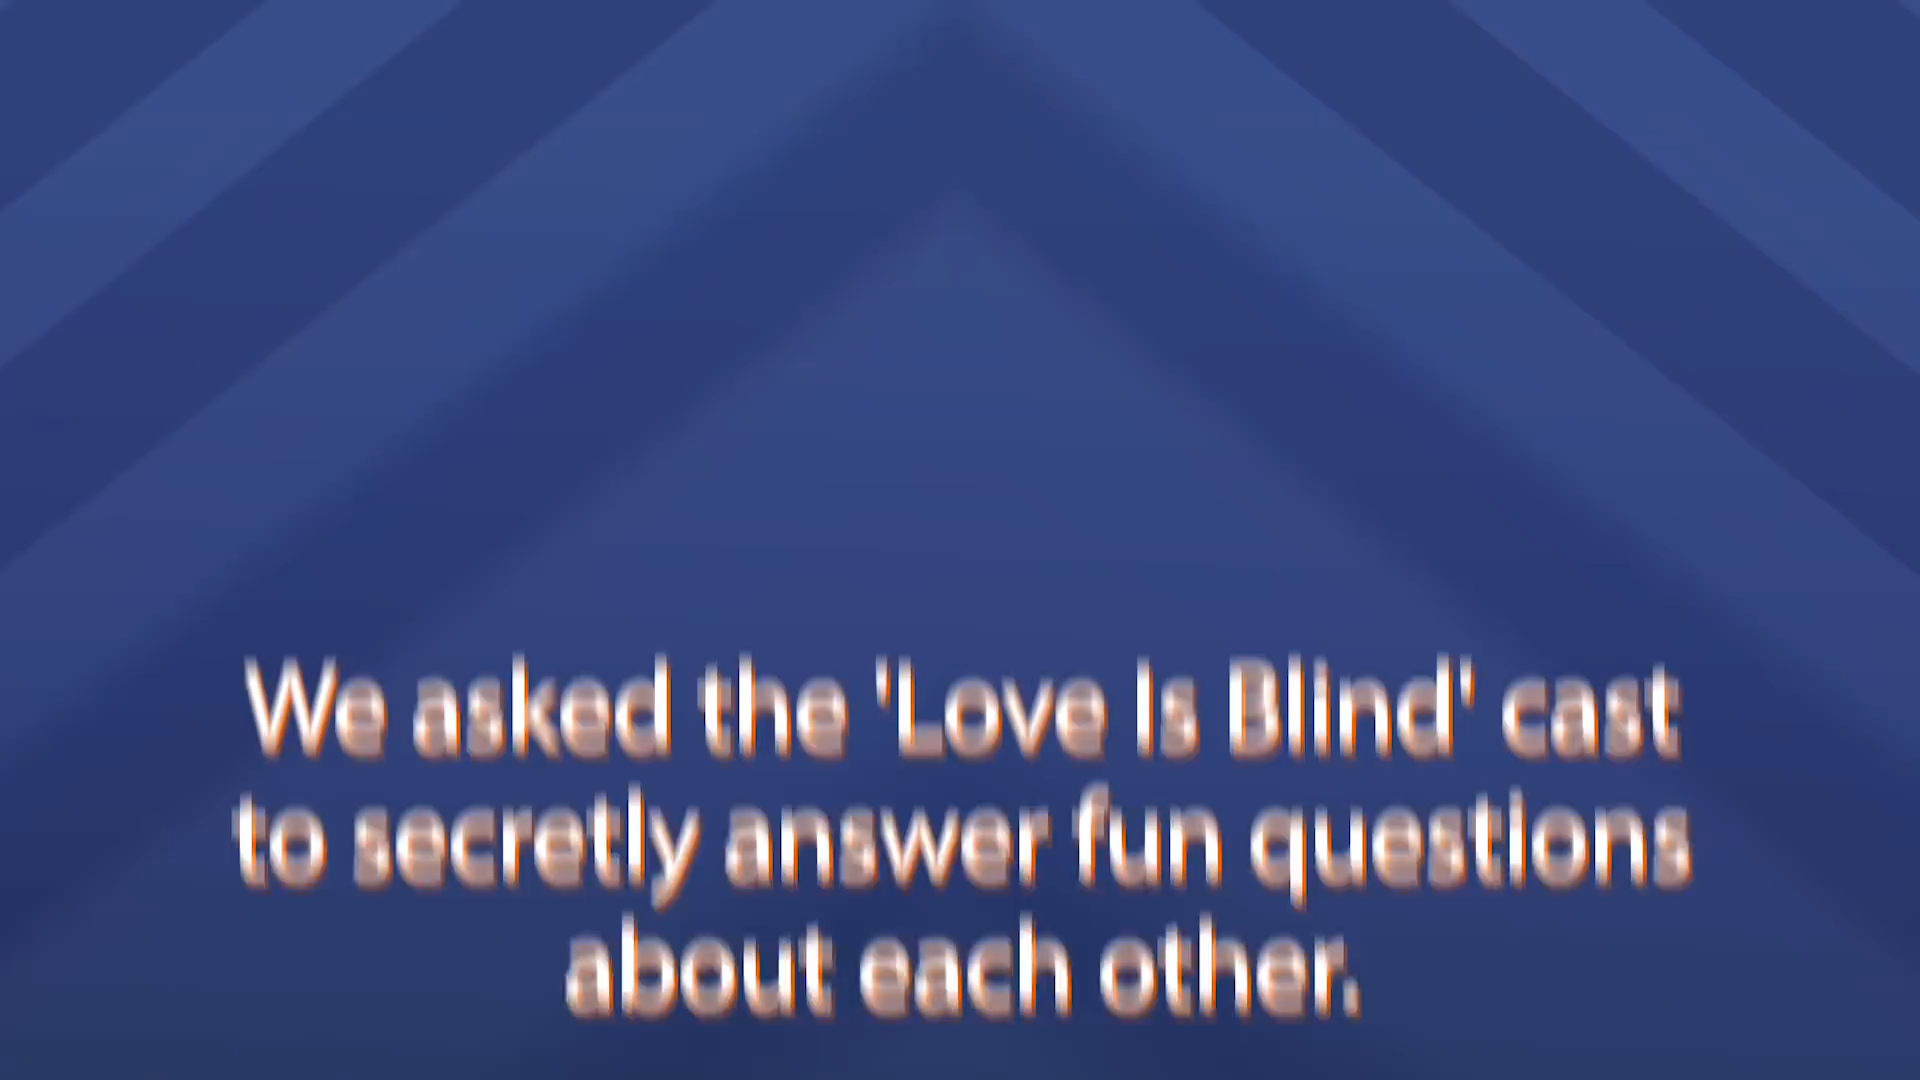 We asked the 'Love Is Blind' cast
to secretly answer fun questions
about each other.